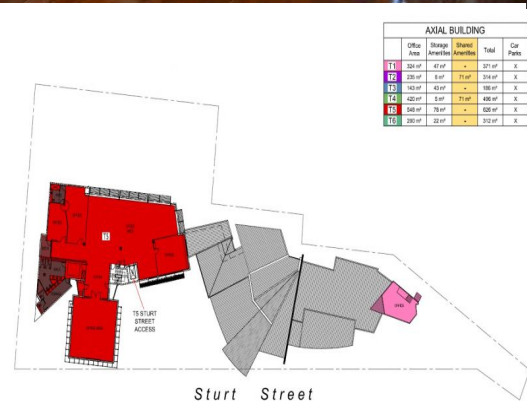 AXIAL BUILDING
Office Area Storage Amenities Shared Amenities Total Car Parks
T1 324 m² 47 m² - 371 m² X
T2 235 m² 8 m² 71 m² 314 m² X
T3 143 m² 43 m² - 186 m² X
T4 420 m² 5 m² 71 m² 496 m² X
T5 548 m² 78 m² - 626 m² X
T6 290 m² 22 m² - 312 m² X
T5
T5 STURT
STREET
ACCESS
Sturt Street